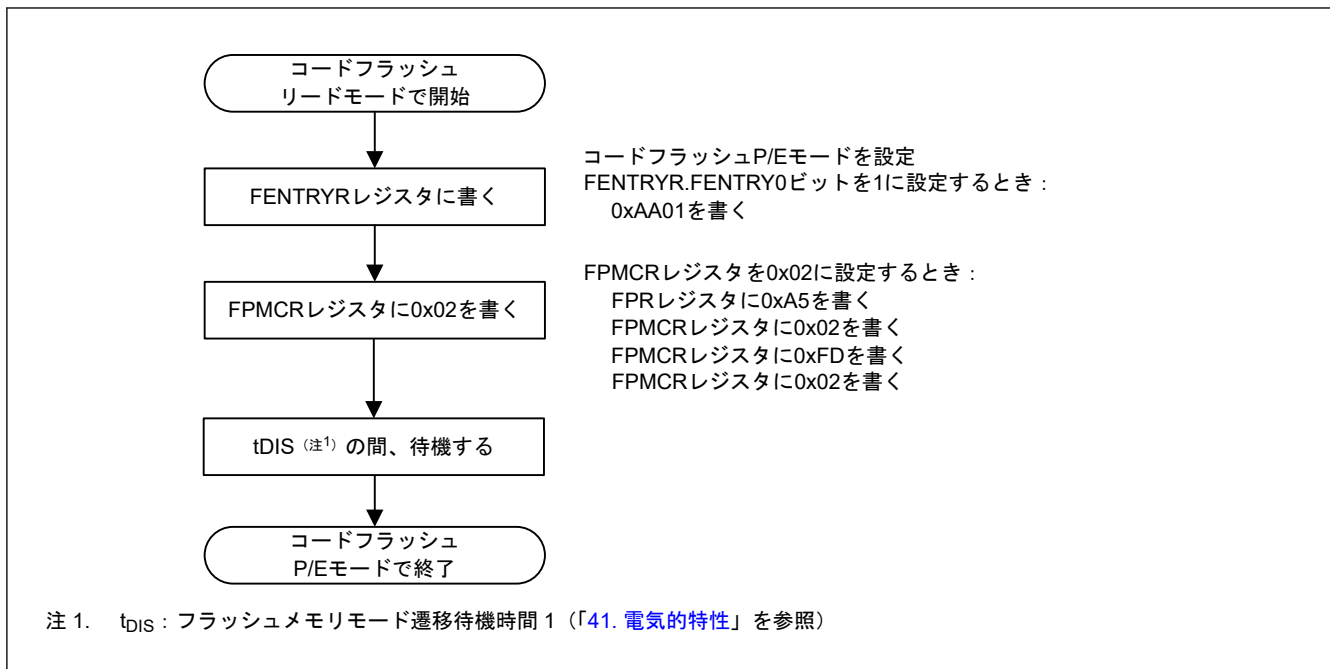 コードフラッシュ
リードモードで開始
FENTRYRレジスタに書く
コードフラッシュP/Eモードを設定
FENTRYR.FENTRY0ビットを1に設定するとき：
0xAA01を書く
FPMCRレジスタに0x02を書く
FPMCRレジスタを0x02に設定するとき：
FPRレジスタに0xA5を書く
FPMCRレジスタに0x02を書く
FPMCRレジスタに0xFDを書く
FPMCRレジスタに0x02を書く
tDIS（注1）の間、待機する
コードフラッシュ
P/Eモードで終了
注 1. tDIS：フラッシュメモリモード遷移待機時間 1（「41. 電気的特性」を参照）